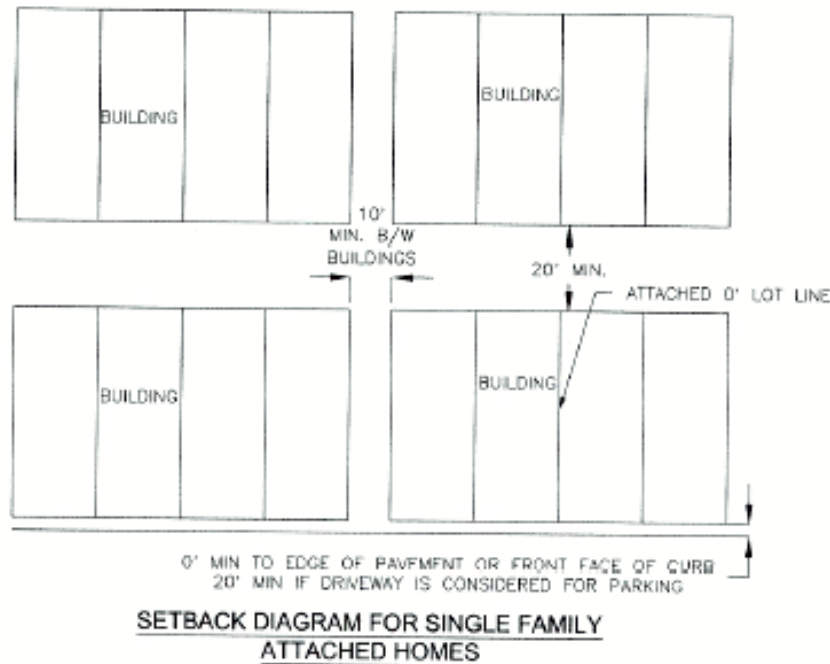 BUILDING
BUILDING
10'
MIN. B/W
BUILDINGS
20' MIN.
ATTACHED 0' LOT LINE
BUILDING
BUILDING
0' MIN TO EDGE OF PAVEMENT OR FRONT FACE OF CURB
20' MIN IF DRIVEWAY IS CONSIDERED FOR PARKING
SETBACK DIAGRAM FOR SINGLE FAMILY
ATTACHED HOMES